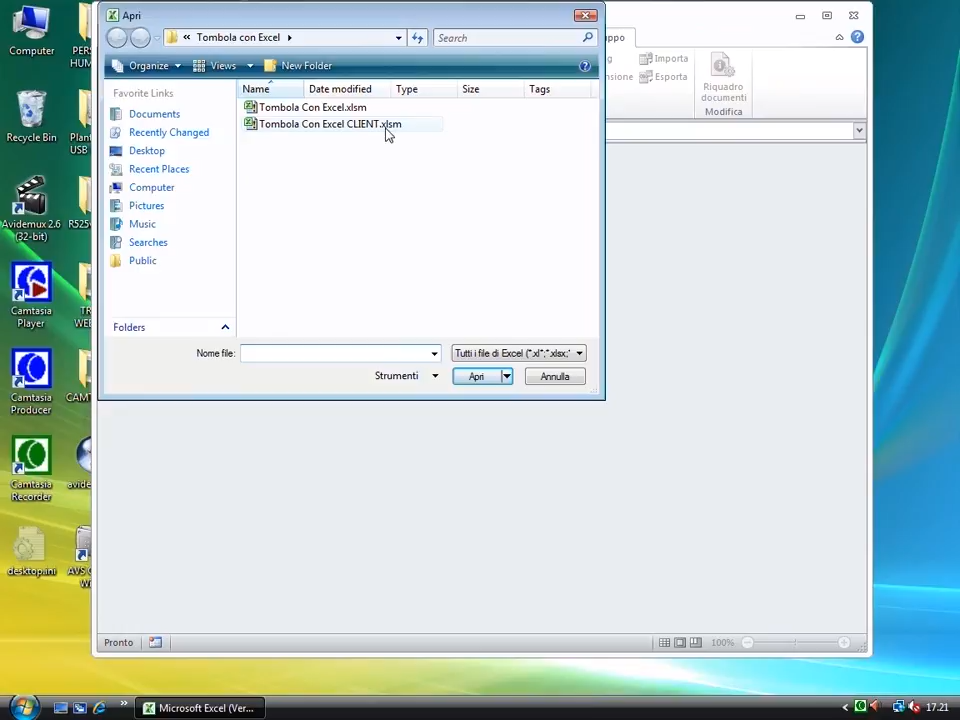 Apri
Computer
Recycle Bin
Avidemux 2.6
(32-bit)
Camtasia
Player
Camtasia
Producer
Camtasia
Recorder
desktop.ini
« Tombola con Excel
Search
Organize
Views
New Folder
Favorite Links
Documents
Recently Changed
Desktop
Recent Places
Computer
Pictures
Music
Searches
Public
Folders
Name
Date modified
Type
Size
Tags
Tombola Con Excel.xlsm
Tombola Con Excel CLIENT.xlsm
Nome file:
Tutti i file di Excel (*.xl*;*.xlsx;*
Strumenti
Apri
Annulla
Importa
Esporta
Riquadro
documenti
Modifica
Pronto
100%
Microsoft Excel (Ver...
17.21